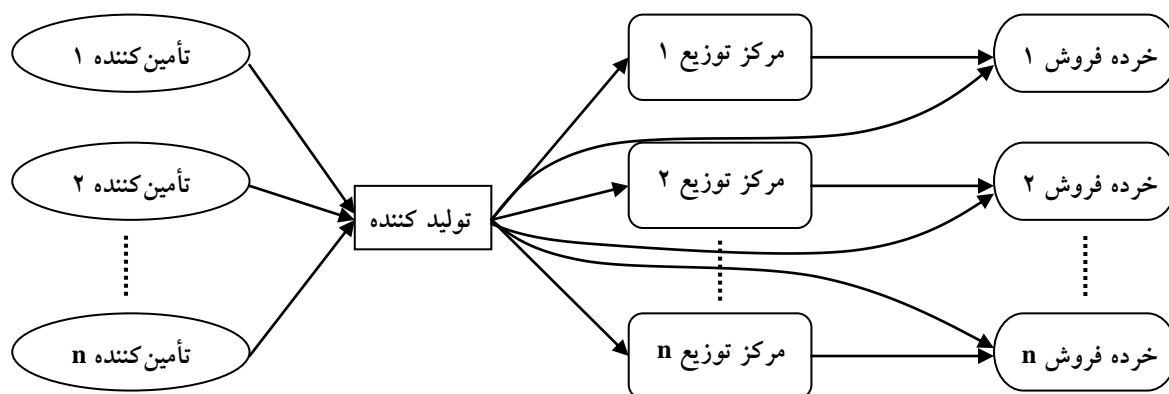 تأمین‌کننده ۱
مرکز توزیع ۱
خرده فروش ۱
تأمین‌کننده ۲
تولید کننده
مرکز توزیع ۲
خرده فروش ۲
تأمین‌کننده n
مرکز توزیع n
خرده فروش n